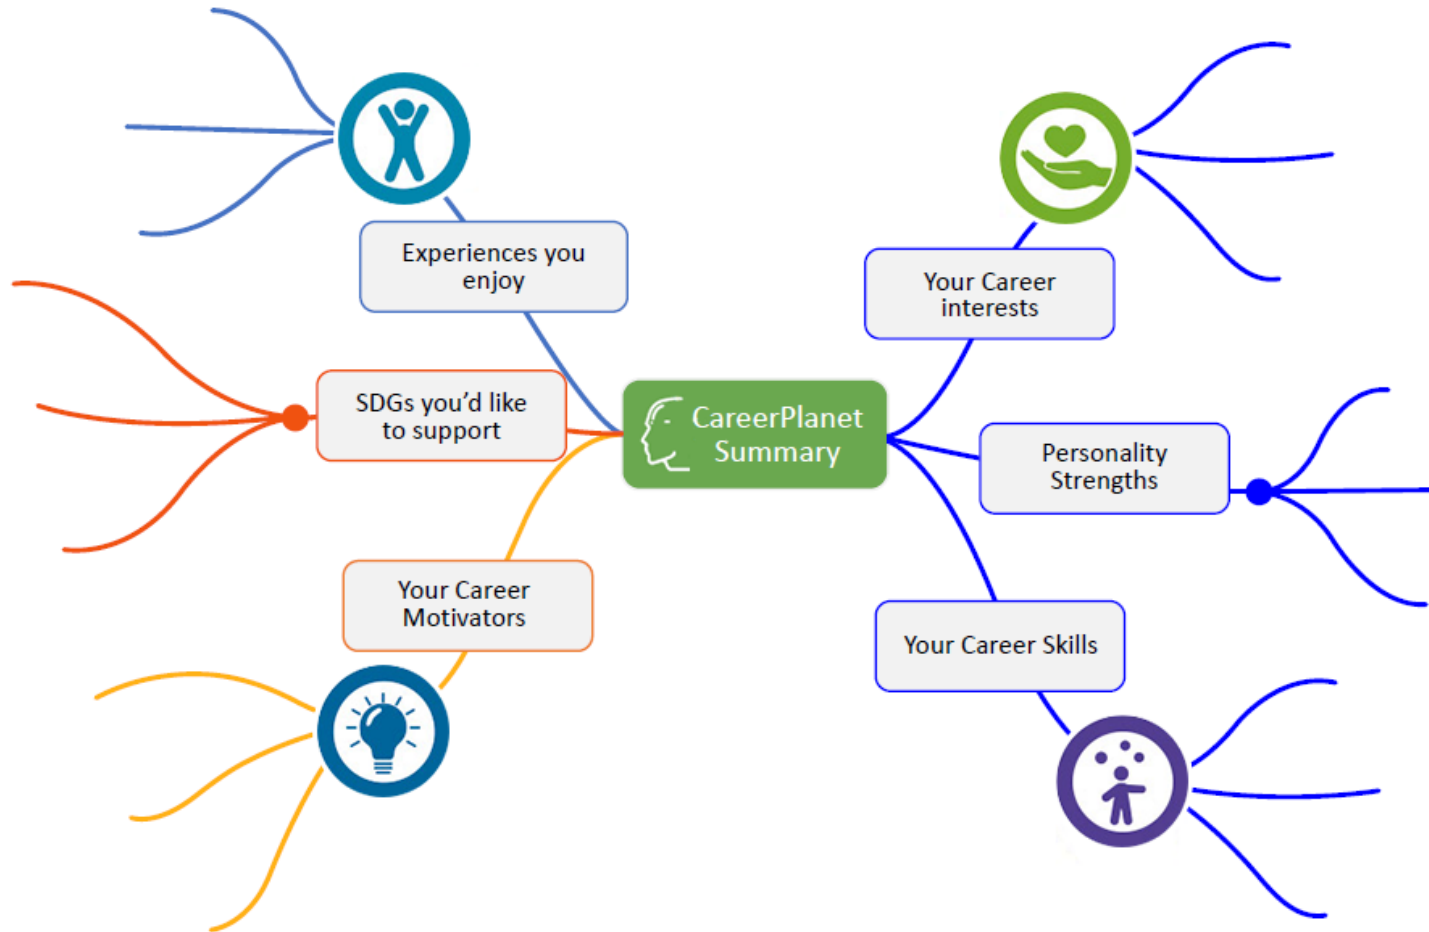 Experiences you
enjoy
SDGs you’d like
to support
Your Career
Motivators
CareerPlanet
Summary
Your Career
interests
Personality
Strengths
Your Career Skills